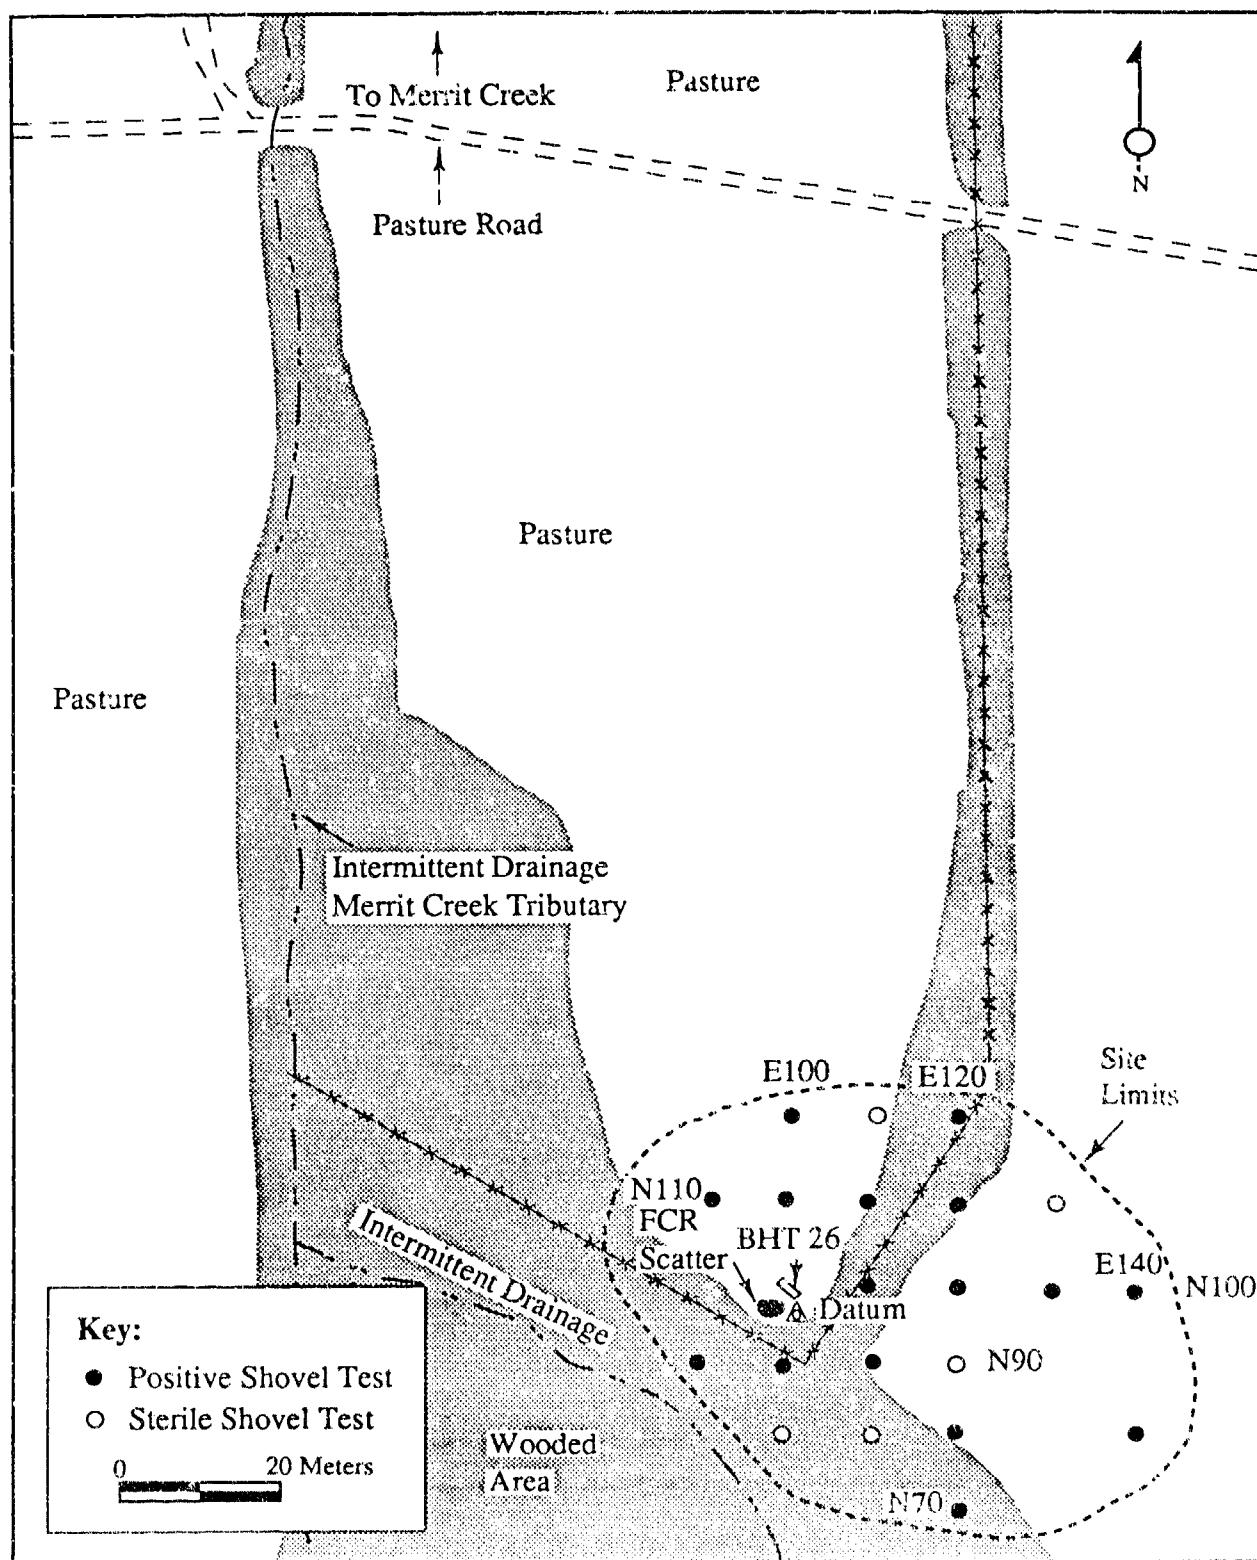 To Merrit Creek
Pasture
N
Pasture Road
Pasture
Pasture
Intermittent Drainage
Merrit Creek Tributary
E100
E120
Site
Limits
N110
FCR
Scatter
BHT 26
E140
N100
Intermittent Drainage
Datum
N90
Wooded
Area
N70
Key:
Positive Shovel Test
Sterile Shovel Test
0
20 Meters